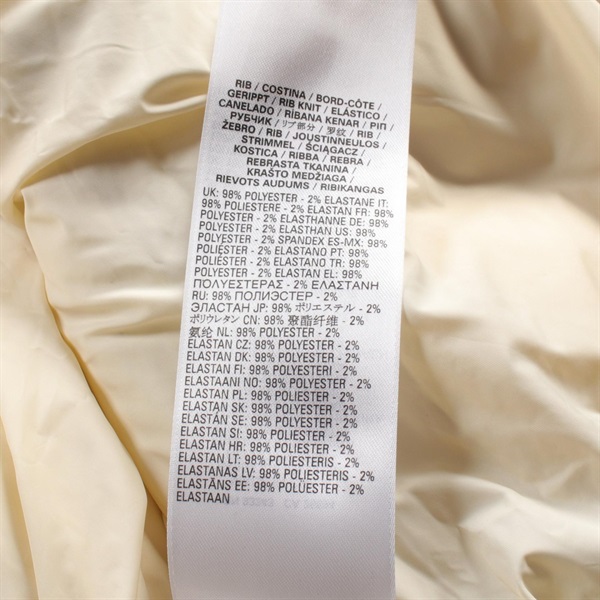 RIB / COSTINA / BORD-CÔTE /
GERIPPT / RIB KNIT / ELÁSTICO /
CANELADO / RİBANA KENAR / ΡΙΠ /
РУБЧИК / リブ部分 / 罗纹 / RIB /
ŽEBRO / RIB / JOUSTINNEULOS /
STRIMMEL / ŚCIĄGACZ /
KOSTICA / RIBBA / REBRA /
REBRASTA TKANINA /
KRAŠTO MEDŽIAGA /
RIEVOTS AUDUMS / RIBIKANGAS
UK: 98% POLYESTER - 2% ELASTANE IT:
98% POLIESTERE - 2% ELASTAN FR: 98%
POLYESTER - 2% ELASTHANNE DE: 98%
POLYESTER - 2% ELASTHAN US: 98%
POLYESTER - 2% SPANDEX ES-MX: 98%
POLIÉSTER - 2% ELASTANO PT: 98%
POLIÉSTER - 2% ELASTANO TR: 98%
POLYESTER - 2% ELASTAN EL: 98%
ΠΟΛΥΕΣΤΕΡΑΣ - 2% ΕΛΑΣΤΑΝΗ
RU: 98% ПОЛИЭСТЕР - 2%
ЭЛАСТАН JP: 98% ポリエステル - 2%
ポリウレタン CN: 98% 聚酯纤维 - 2%
氨纶 NL: 98% POLYESTER - 2%
ELASTAN CZ: 98% POLYESTER - 2%
ELASTAN DK: 98% POLYESTER - 2%
ELASTAN FI: 98% POLYESTERI - 2%
ELASTAANI NO: 98% POLYESTER - 2%
ELASTAN PL: 98% POLIESTER - 2%
ELASTAN SK: 98% POLYESTER - 2%
ELASTÁN SE: 98% POLYESTER - 2%
ELASTAN SI: 98% POLIESTER - 2%
ELASTAN HR: 98% POLIESTER - 2%
ELASTAN LT: 98% POLIESTERIS - 2%
ELASTANAS LV: 98% POLIESTERIS - 2%
ELASTĀNS EE: 98% POLÜESTER - 2%
ELASTAAN